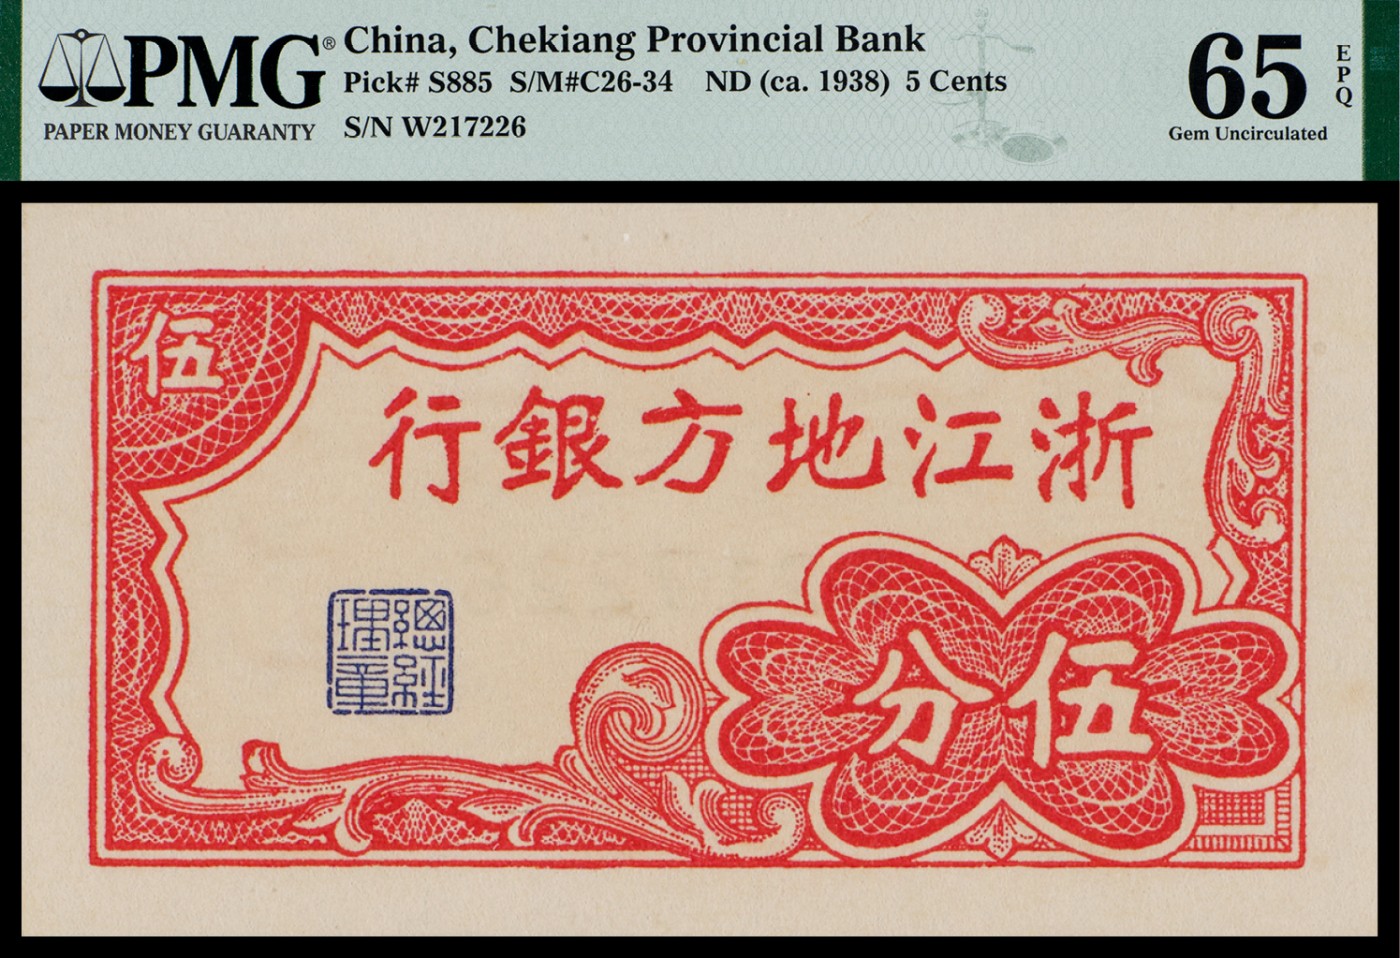 PMG®
PAPER MONEY GUARANTY
China, Chekiang Provincial Bank
Pick# S885 S/M#C26-34 ND (ca. 1938) 5 Cents
S/N W217226
65
EPQ
Gem Uncirculated
伍
浙江地方銀行
總經理章
伍分